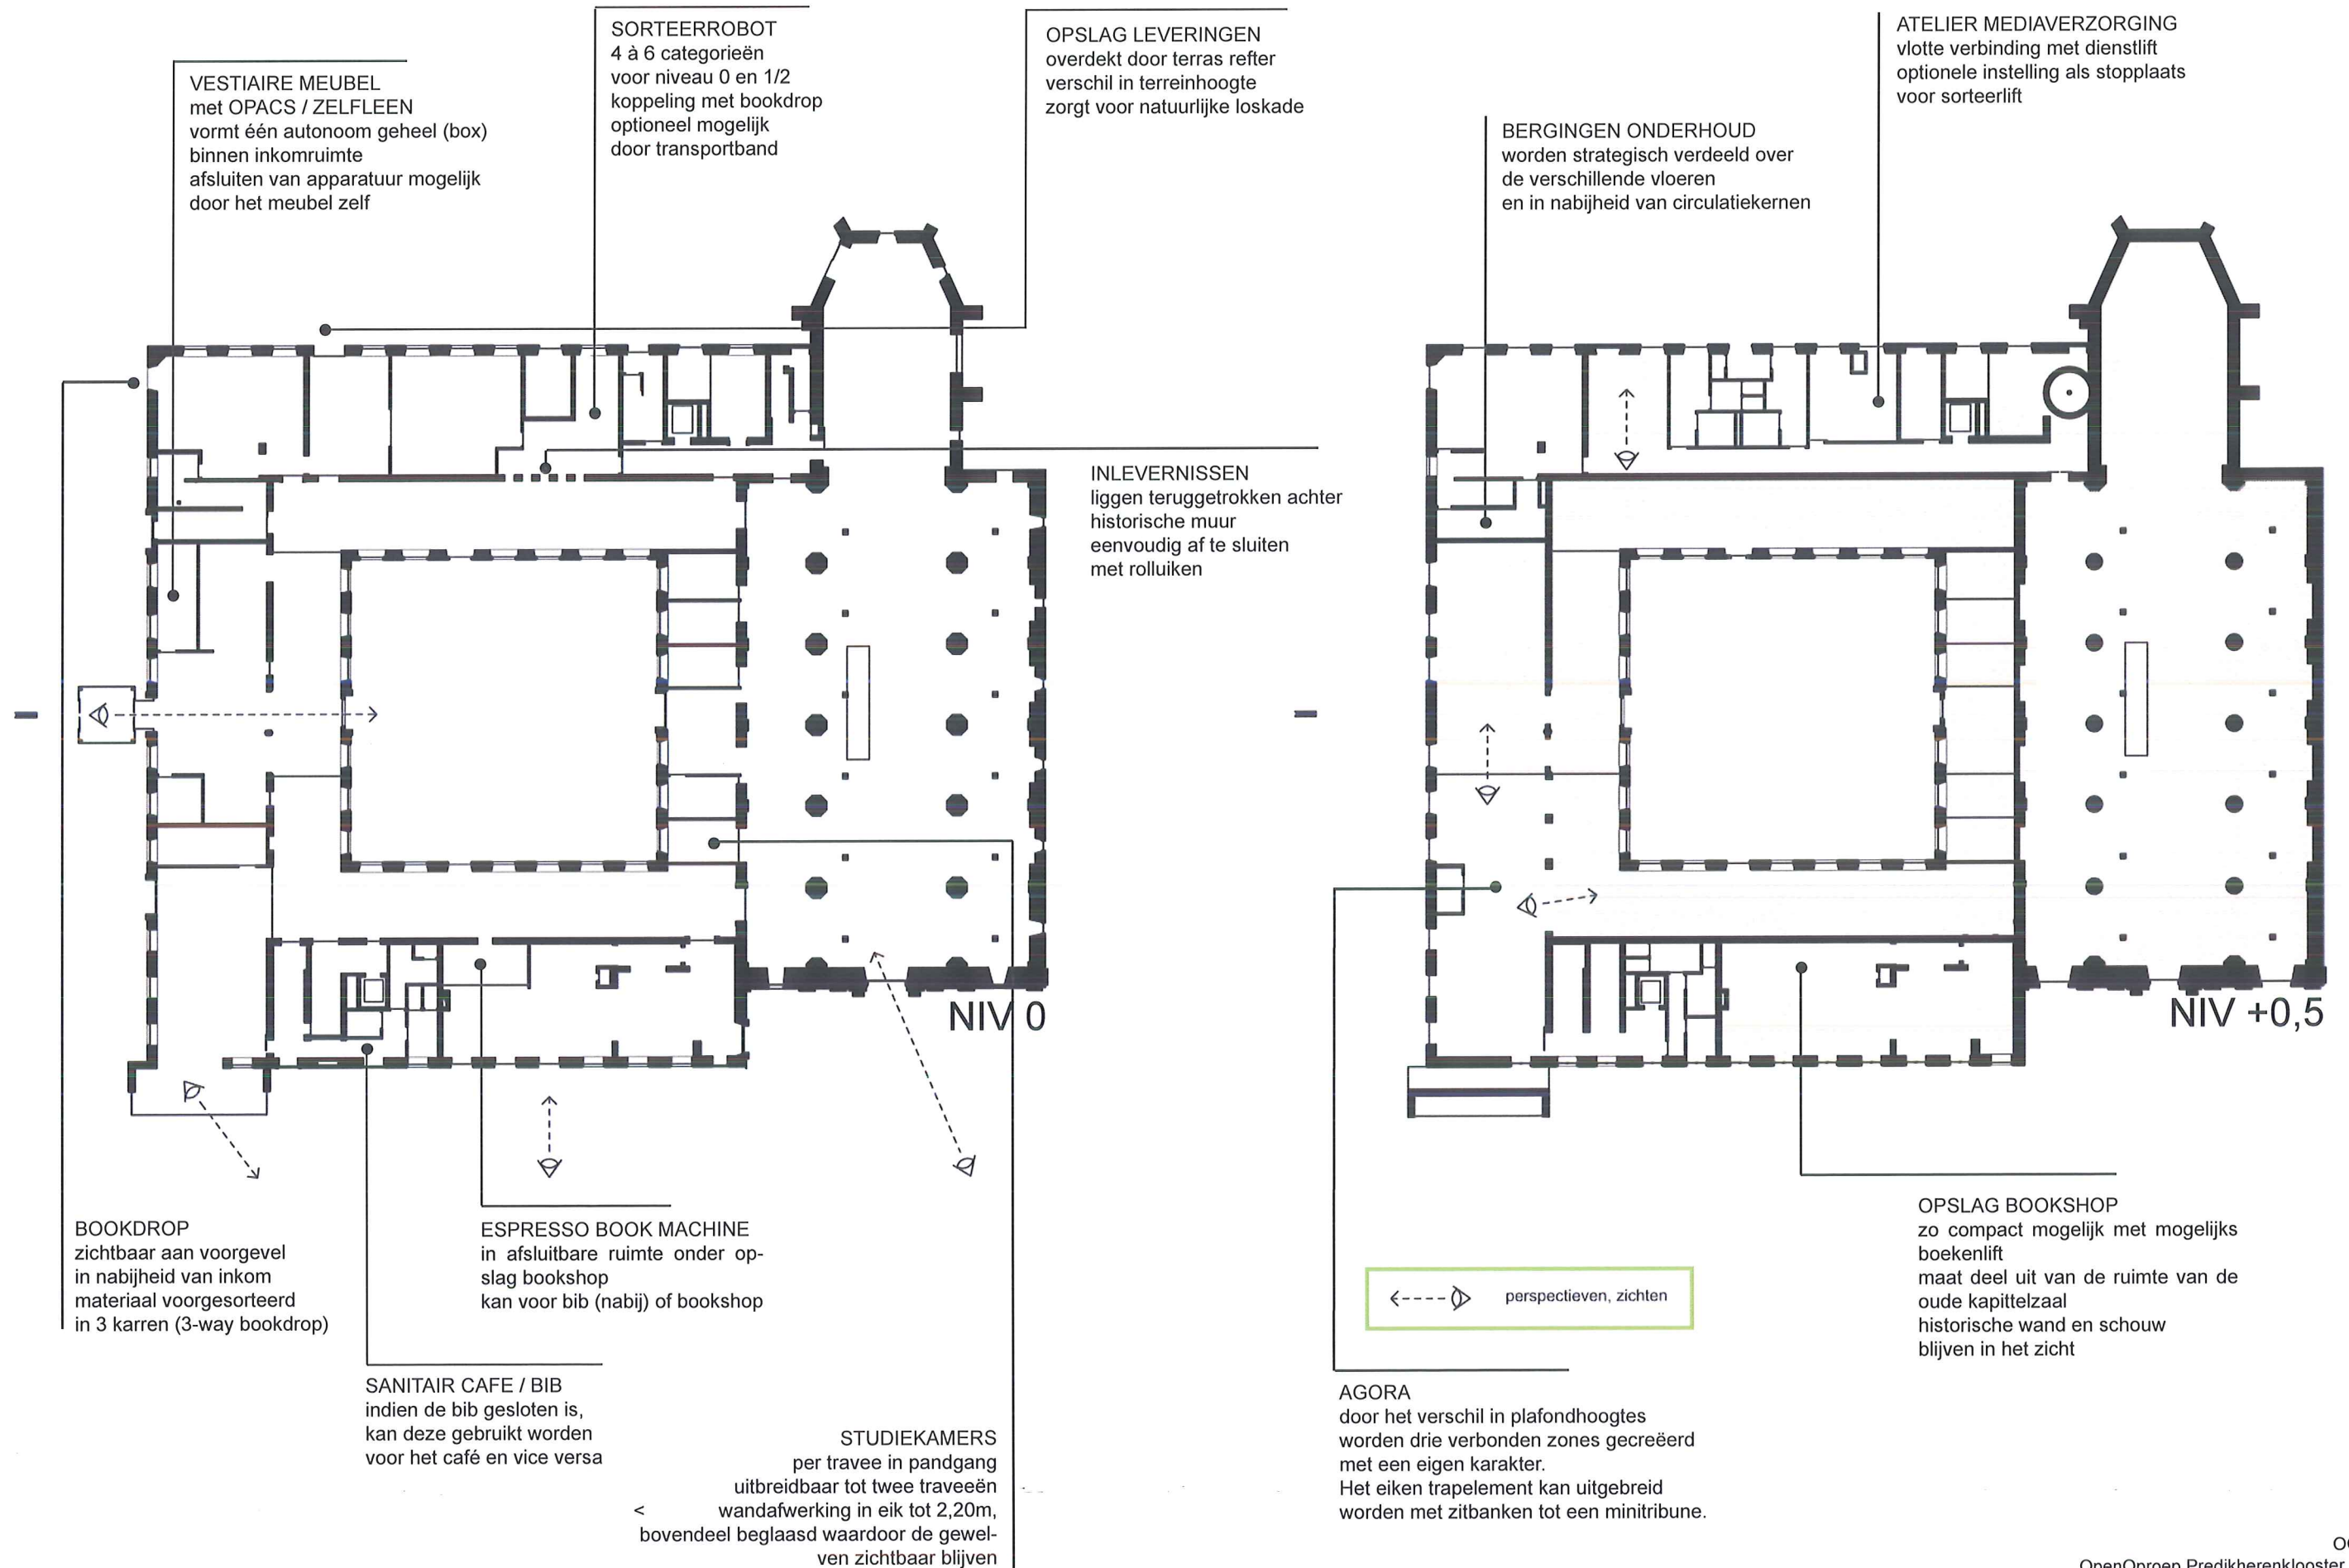 VESTIAIRE MEUBEL
met OPACS / ZELFLEEN
vormt één autonoom geheel (box)
binnen inkomruimte
afsluiten van apparatuur mogelijk
door het meubel zelf
SORTEERROBOT
4 à 6 categorieën
voor niveau 0 en 1/2
koppeling met bookdrop
optioneel mogelijk
door transportband
OPSLAG LEVERINGEN
overdekt door terras refter
verschil in terreinhoogte
zorgt voor natuurlijke loskade
INLEVERNISSEN
liggen teruggetrokken achter
historische muur
eenvoudig af te sluiten
met rolluiken
NIV 0
BOOKDROP
zichtbaar aan voorgevel
in nabijheid van inkom
materiaal voorgesorteerd
in 3 karren (3-way bookdrop)
ESPRESSO BOOK MACHINE
in afsluitbare ruimte onder op-
slag bookshop
kan voor bib (nabij) of bookshop
SANITAIR CAFE / BIB
indien de bib gesloten is,
kan deze gebruikt worden
voor het café en vice versa
STUDIEKAMERS
per travee in pandgang
uitbreidbaar tot twee traveeën
< wandafwerking in eik tot 2,20m,
bovendeel beglaasd waardoor de gewel-
ven zichtbaar blijven
BERGINGEN ONDERHOUD
worden strategisch verdeeld over
de verschillende vloeren
en in nabijheid van circulatiekernen
ATELIER MEDIAVERZORGING
vlotte verbinding met dienstlift
optionele instelling als stopplaats
voor sorteerlift
NIV +0,5
perspectieven, zichten
AGORA
door het verschil in plafondhoogtes
worden drie verbonden zones gecreëerd
met een eigen karakter.
Het eiken trapelement kan uitgebreid
worden met zitbanken tot een minitribune.
OPSLAG BOOKSHOP
zo compact mogelijk met mogelijks
boekenlift
maat deel uit van de ruimte van de
oude kapittelzaal
historische wand en schouw
blijven in het zicht
OpenOproep Predikherenklooster